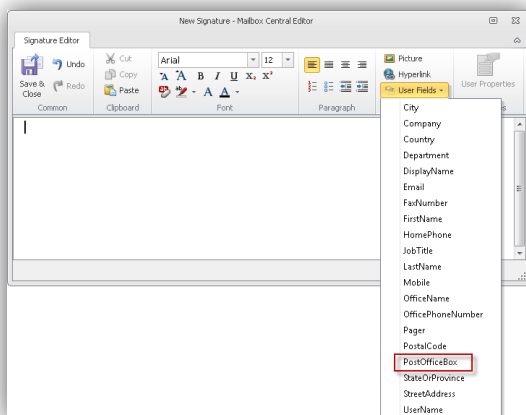 New Signature - Mailbox Central Editor
Signature Editor
Save & Close
Undo
Redo
Common
Cut
Copy
Paste
Clipboard
Arial 12
A A B I U X₂ X²
A A
Font
Paragraph
Picture
Hyperlink
User Fields
User Properties
City
Company
Country
Department
DisplayName
Email
FaxNumber
FirstName
HomePhone
JobTitle
LastName
Mobile
OfficeName
OfficePhoneNumber
Pager
PostalCode
PostOfficeBox
StateOrProvince
StreetAddress
UserName